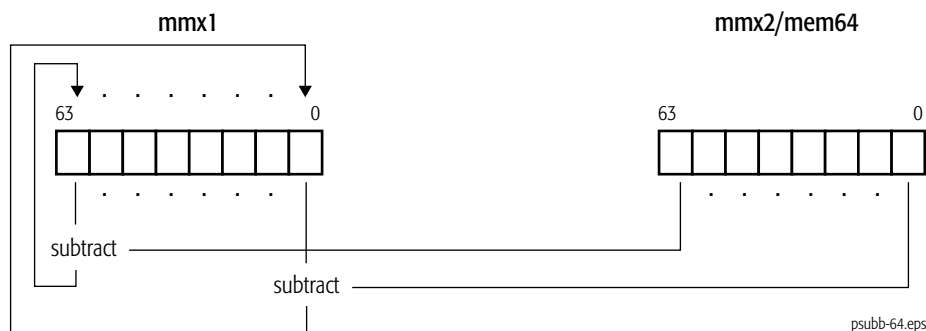 mmx1 mmx2/mem64
. . . . . .
63 0 63 0
. . . . . . . . . . . .
subtract
subtract
psubb-64.eps